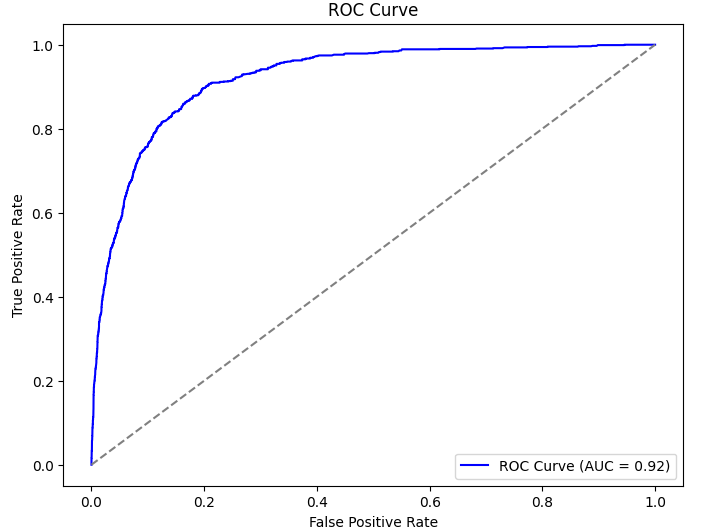 ROC Curve
1.0
0.8
0.6
0.4
0.2
0.0
True Positive Rate
ROC Curve (AUC = 0.92)
0.0 0.2 0.4 0.6 0.8 1.0
False Positive Rate